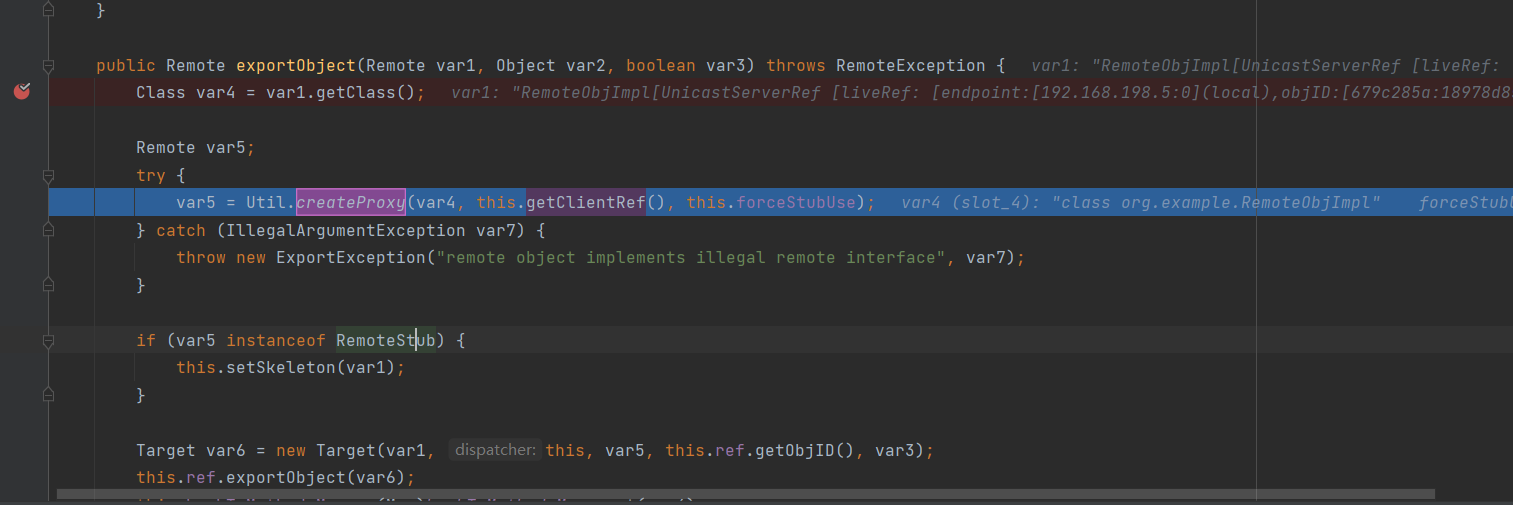 }
public Remote exportObject(Remote var1, Object var2, boolean var3) throws RemoteException {   var1: "RemoteObjImpl[UnicastServerRef [liveRef:
Class var4 = var1.getClass();   var1: "RemoteObjImpl[UnicastServerRef [liveRef: [endpoint:[192.168.198.5:0](local),objID:[679c285a:18978d8
Remote var5;
try {
var5 = Util.createProxy(var4, this.getClientRef(), this.forceStubUse);   var4 (slot_4): "class org.example.RemoteObjImpl"   forceStubU
} catch (IllegalArgumentException var7) {
throw new ExportException("remote object implements illegal remote interface", var7);
}
if (var5 instanceof RemoteStub) {
this.setSkeleton(var1);
}
Target var6 = new Target(var1, dispatcher: this, var5, this.ref.getObjID(), var3);
this.ref.exportObject(var6);